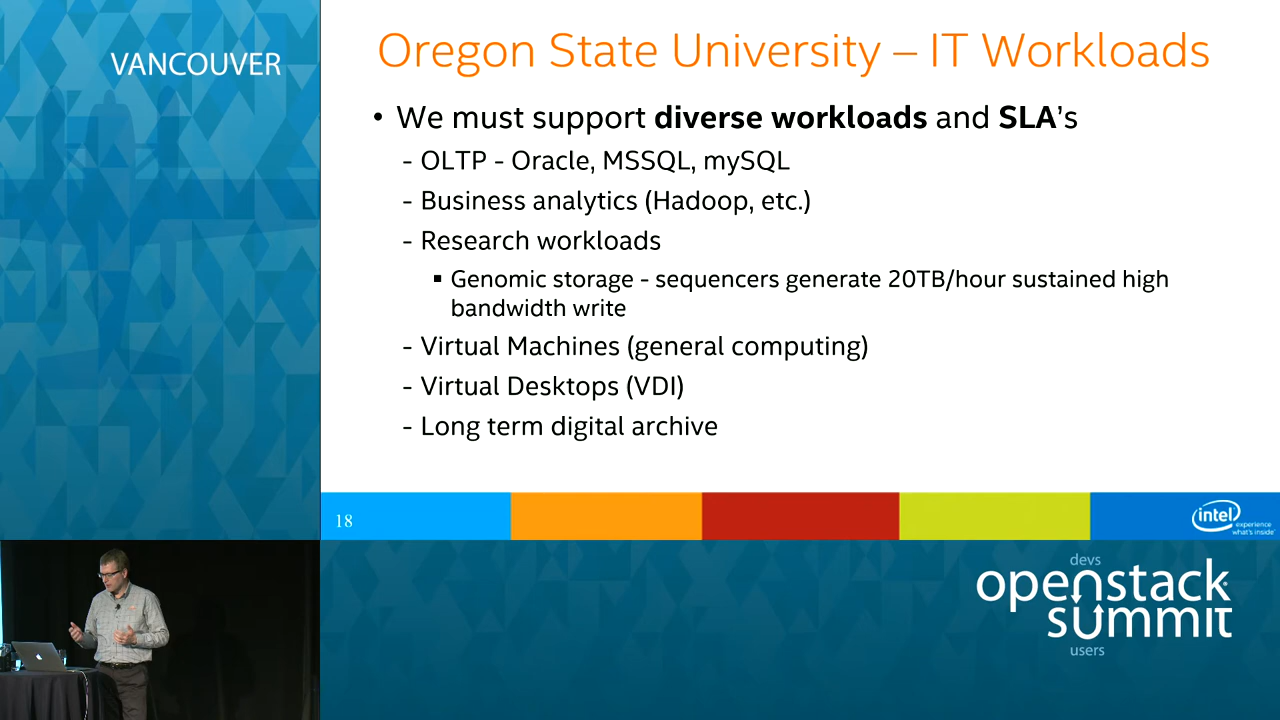 VANCOUVER
Oregon State University – IT Workloads
• We must support diverse workloads and SLA's
- OLTP - Oracle, MSSQL, mySQL
- Business analytics (Hadoop, etc.)
- Research workloads
▪ Genomic storage - sequencers generate 20TB/hour sustained high
bandwidth write
- Virtual Machines (general computing)
- Virtual Desktops (VDI)
- Long term digital archive
18
intel
experience
what's inside
devs
openstack
summit
users